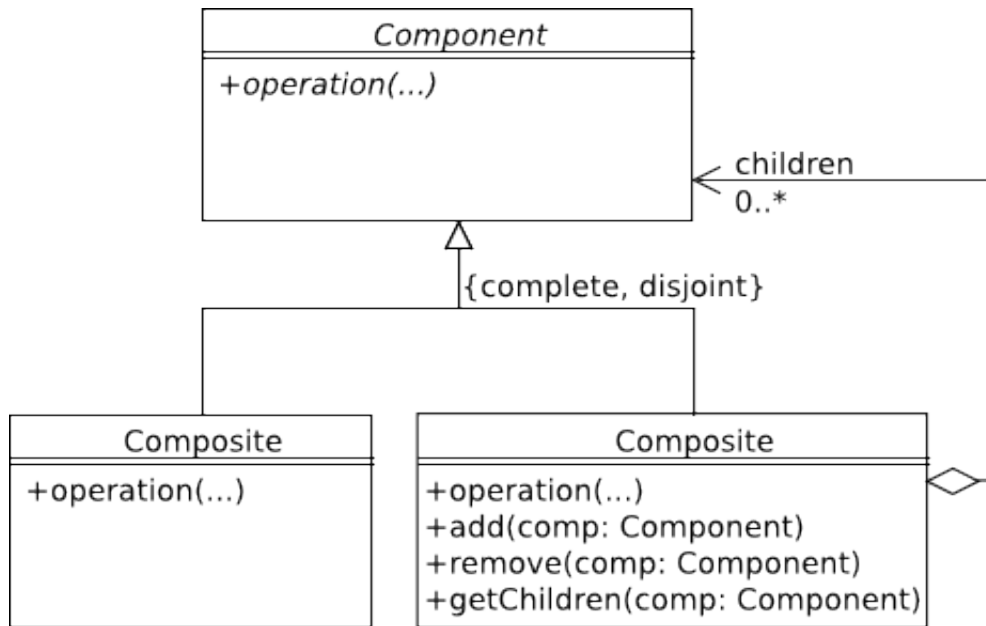 Component
+operation(...)
children
0..*
{complete, disjoint}
Composite
+operation(...)
Composite
+operation(...)
+add(comp: Component)
+remove(comp: Component)
+getChildren(comp: Component)